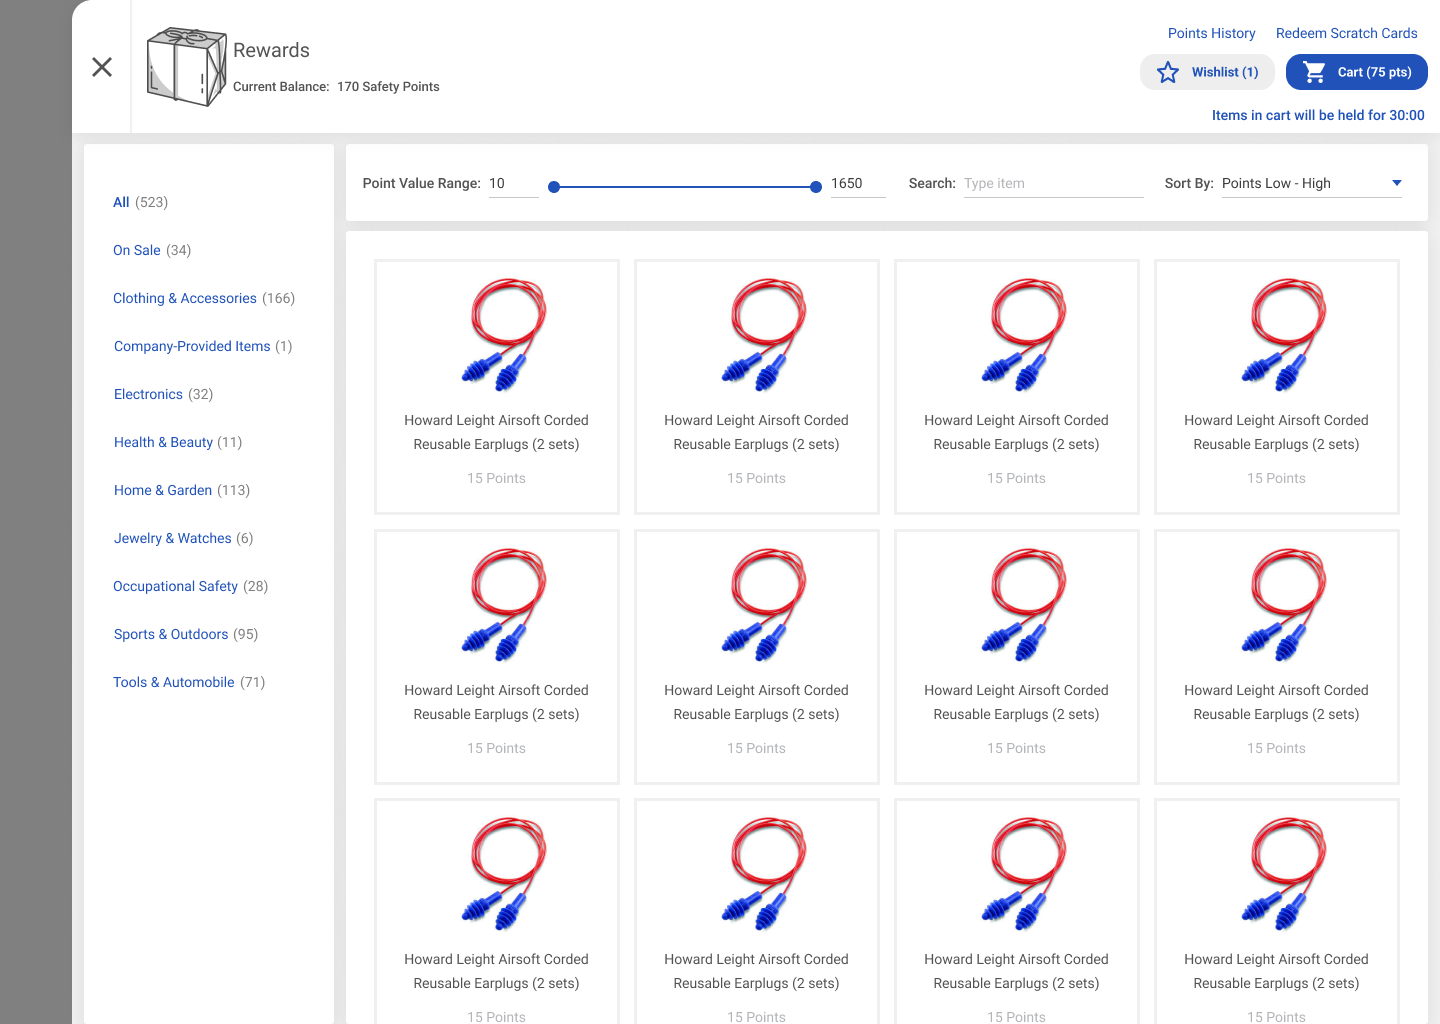 Rewards
Current Balance: 170 Safety Points
Points History Redeem Scratch Cards
Wishlist (1) Cart (75 pts)
Items in cart will be held for 30:00
All (523)
On Sale (34)
Clothing & Accessories (166)
Company-Provided Items (1)
Electronics (32)
Health & Beauty (11)
Home & Garden (113)
Jewelry & Watches (6)
Occupational Safety (28)
Sports & Outdoors (95)
Tools & Automobile (71)
Point Value Range: 10 1650 Search: Type item Sort By: Points Low - High
Howard Leight Airsoft Corded
Reusable Earplugs (2 sets)
15 Points
Howard Leight Airsoft Corded
Reusable Earplugs (2 sets)
15 Points
Howard Leight Airsoft Corded
Reusable Earplugs (2 sets)
15 Points
Howard Leight Airsoft Corded
Reusable Earplugs (2 sets)
15 Points
Howard Leight Airsoft Corded
Reusable Earplugs (2 sets)
15 Points
Howard Leight Airsoft Corded
Reusable Earplugs (2 sets)
15 Points
Howard Leight Airsoft Corded
Reusable Earplugs (2 sets)
15 Points
Howard Leight Airsoft Corded
Reusable Earplugs (2 sets)
15 Points
Howard Leight Airsoft Corded
Reusable Earplugs (2 sets)
15 Points
Howard Leight Airsoft Corded
Reusable Earplugs (2 sets)
15 Points
Howard Leight Airsoft Corded
Reusable Earplugs (2 sets)
15 Points
Howard Leight Airsoft Corded
Reusable Earplugs (2 sets)
15 Points